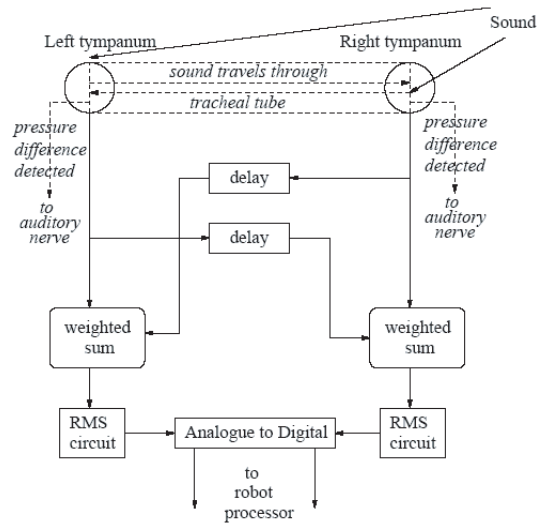 Sound
Left tympanum
Right tympanum
sound travels through
tracheal tube
pressure
difference
detected
to
auditory
nerve
pressure
difference
detected
to
auditory
nerve
delay
delay
weighted
sum
weighted
sum
RMS
circuit
Analogue to Digital
RMS
circuit
to
robot
processor